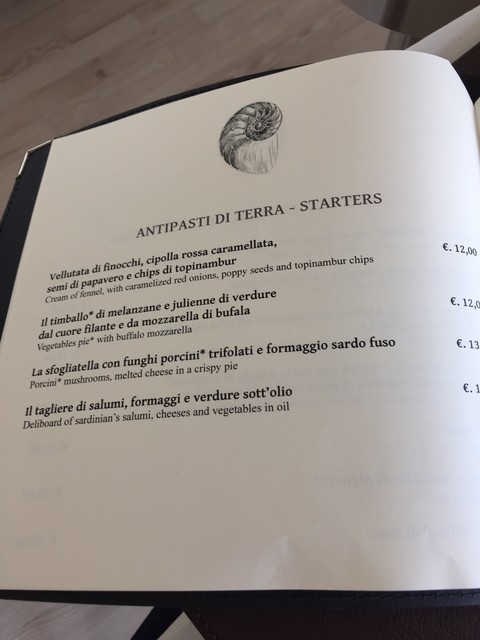 ANTIPASTI DI TERRA - STARTERS
Vellutata di finocchi, cipolla rossa caramellata,
semi di papavero e chips di topinambur
€. 12,00
Cream of fennel, with caramelized red onions, poppy seeds and topinambur chips
Il timballo* di melanzane e julienne di verdure
dal cuore filante e da mozzarella di bufala
€. 12,0
Vegetables pie* with buffalo mozzarella
La sfogliatella con funghi porcini* trifolati e formaggio sardo fuso
€. 13
Porcini* mushrooms, melted cheese in a crispy pie
Il tagliere di salumi, formaggi e verdure sott'olio
€. 1
Deliboard of sardinian's salumi, cheeses and vegetables in oil